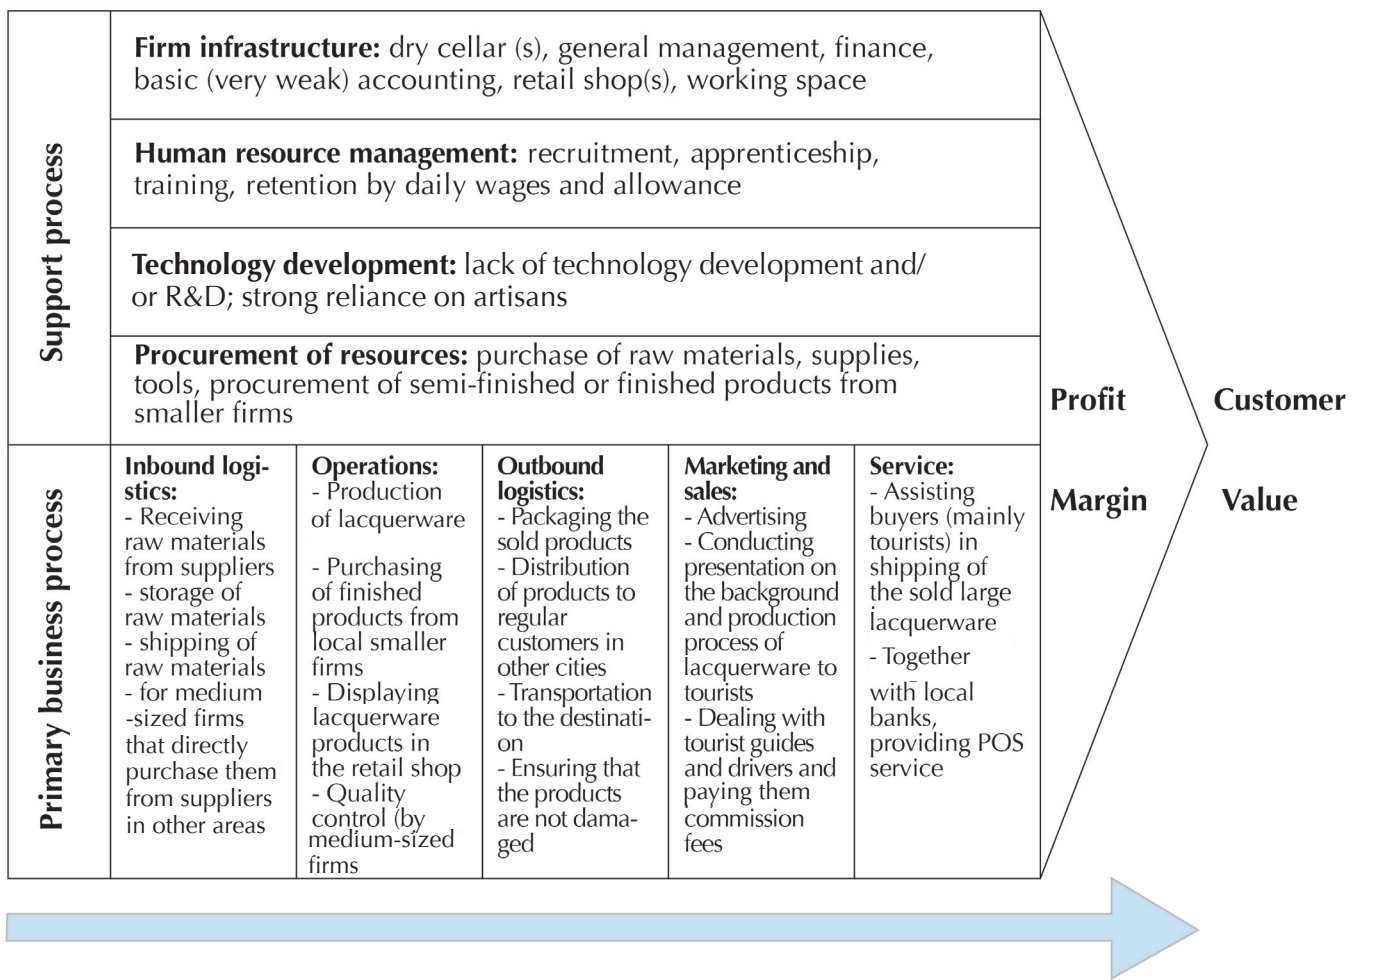 Support process
Firm infrastructure: dry cellar (s), general management, finance,
basic (very weak) accounting, retail shop(s), working space
Human resource management: recruitment, apprenticeship,
training, retention by daily wages and allowance
Technology development: lack of technology development and/
or R&D; strong reliance on artisans
Procurement of resources: purchase of raw materials, supplies,
tools, procurement of semi-finished or finished products from
smaller firms
Primary business process
Inbound logi-
stics:
- Receiving
raw materials
from suppliers
- storage of
raw materials
- shipping of
raw materials
- for medium
-sized firms
that directly
purchase them
from suppliers
in other areas
Operations:
- Production
of lacquerware
- Purchasing
of finished
products from
local smaller
firms
- Displaying
lacquerware
products in
the retail shop
- Quality
control (by
medium-sized
firms
Outbound
logistics:
- Packaging the
sold products
- Distribution
of products to
regular
customers in
other cities
- Transportation
to the destinati-
on
- Ensuring that
the products
are not dama-
ged
Marketing and
sales:
- Advertising
- Conducting
presentation on
the background
and production
process of
lacquerware to
tourists
- Dealing with
tourist guides
and drivers and
paying them
commission
fees
Service:
- Assisting
buyers (mainly
tourists) in
shipping of
the sold large
lacquerware
- Together
with local
banks,
providing POS
service
Profit
Margin
Customer
Value